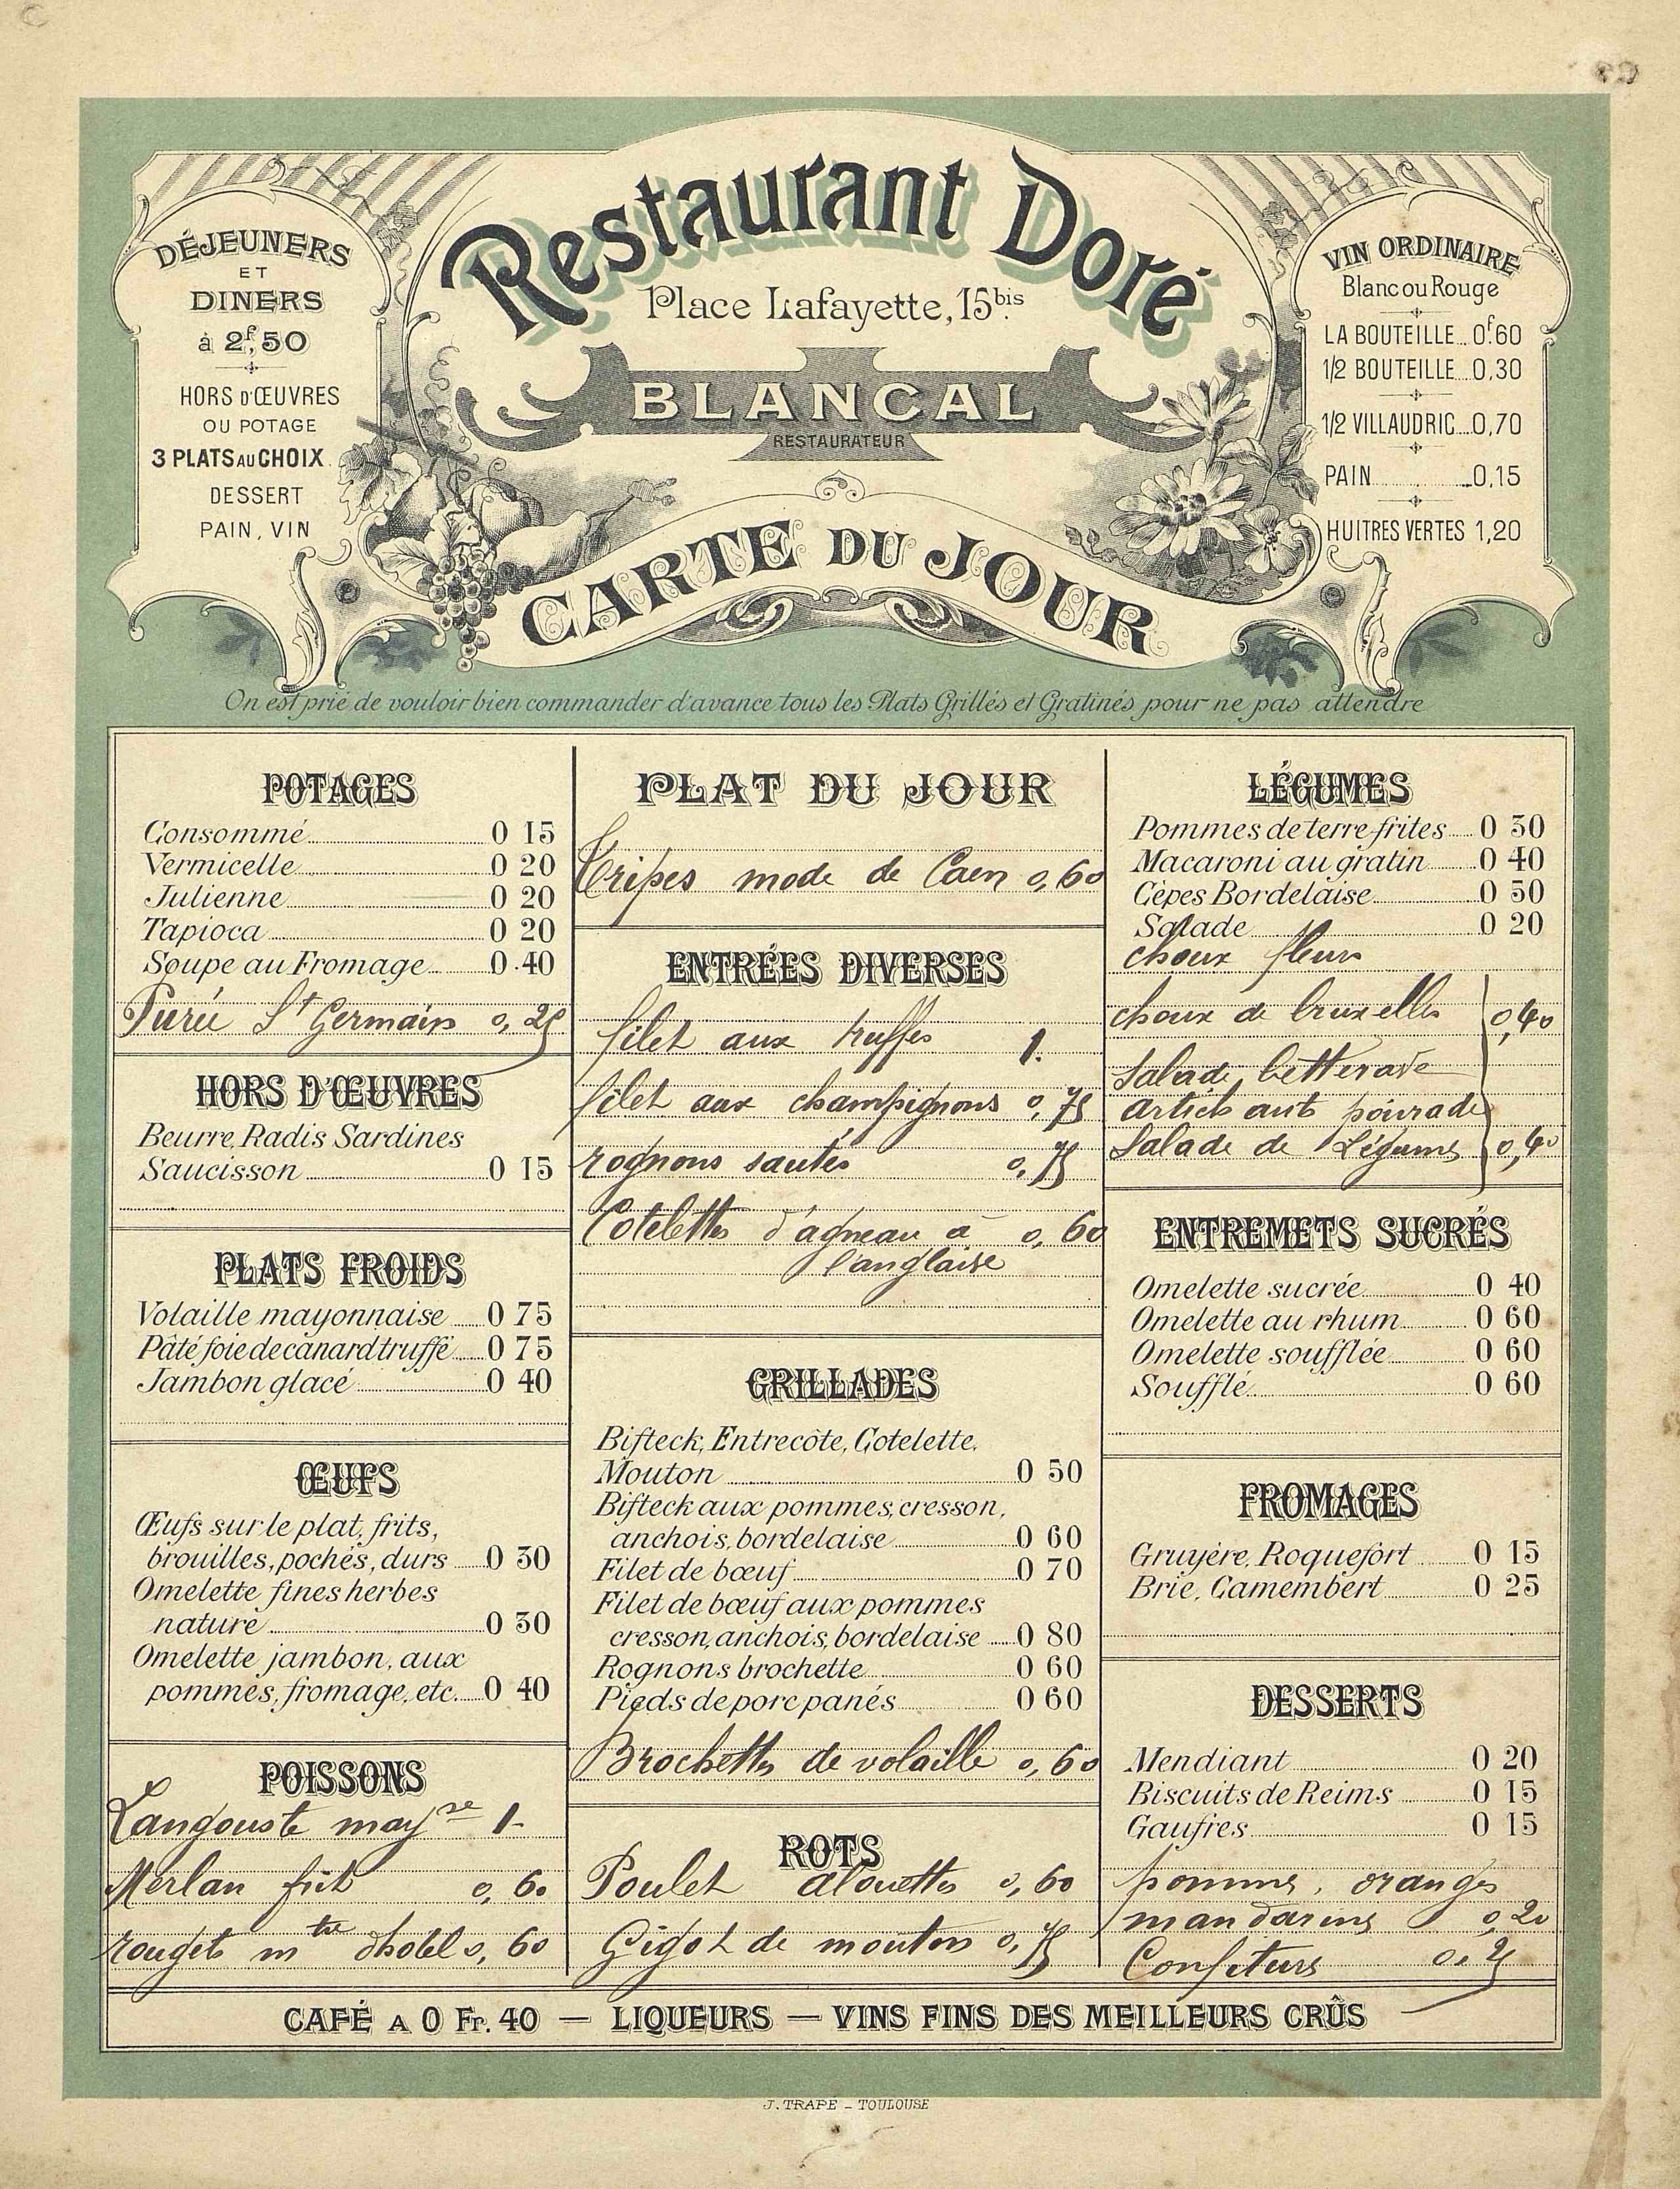 Restaurant Doré
Place Lafayette, 15bis.
BLANCAL
RESTAURATEUR
CARTE DU JOUR
DÉJEUNERS
ET
DINERS
à 2f,50
HORS D'ŒUVRES
OU POTAGE
3 PLATS AU CHOIX
DESSERT
PAIN, VIN
VIN ORDINAIRE
Blanc ou Rouge
LA BOUTEILLE... 0f.60
1/2 BOUTEILLE....0,30
1/2 VILLAUDRIC....0,70
PAIN..............0,15
HUITRES VERTES 1,20
On est prié de vouloir bien commander d'avance tous les Plats Grillés et Gratinés pour ne pas attendre
POTAGES
Consommé 0 15
Vermicelle 0 20
Julienne 0 20
Tapioca 0 20
Soupe au Fromage 0.40
Purée St Germain 0,25
HORS D'ŒUVRES
Beurre, Radis Sardines
Saucisson 0 15
PLATS FROIDS
Volaille mayonnaise 0 75
Pâté foie de canard truffé 0 75
Jambon glacé 0 40
ŒUFS
Œufs sur le plat, frits,
brouilles, pochés, durs 0 30
Omelette fines herbes
nature 0 30
Omelette jambon, aux
pommes, fromage, etc. 0 40
POISSONS
Langouste mayse 1-
Merlan frit 0,60
rougets mtre dhotel 0,60
PLAT DU JOUR
Tripes mode de Caen 0,60
ENTRÉES DIVERSES
filet aux truffes 1.
filet aux champignons 0,75
rognons sautés 0,75
Cotelettes d'agneau a 0,60
l'anglaise
GRILLADES
Bifteck, Entrecôte, Cotelette,
Mouton 0 50
Bifteck aux pommes, cresson,
anchois, bordelaise 0 60
Filet de bœuf 0 70
Filet de bœuf aux pommes
cresson, anchois, bordelaise 0 80
Rognons brochette 0 60
Pieds de porc panés 0 60
Brochettes de volaille 0,60
ROTS
Poulet alouettes 0,60
Gigot de mouton 0,75
LÉGUMES
Pommes de terre frites 0 30
Macaroni au gratin 0 40
Cèpes Bordelaise 0 50
Salade 0 20
choux fleurs
choux de bruxelles 0,40
Salade betterave
artichaut poivrade
Salade de Légumes 0,40
ENTREMETS SUCRÉS
Omelette sucrée 0 40
Omelette au rhum 0 60
Omelette soufflée 0 60
Soufflé 0 60
FROMAGES
Gruyère, Roquefort 0 15
Brie, Camembert 0 25
DESSERTS
Mendiant 0 20
Biscuits de Reims 0 15
Gaufres 0 15
pommes, oranges
mandarins 0,20
Confitures 0,25
CAFÉ A 0 Fr. 40 — LIQUEURS — VINS FINS DES MEILLEURS CRÛS
J. TRAPE - TOULOUSE